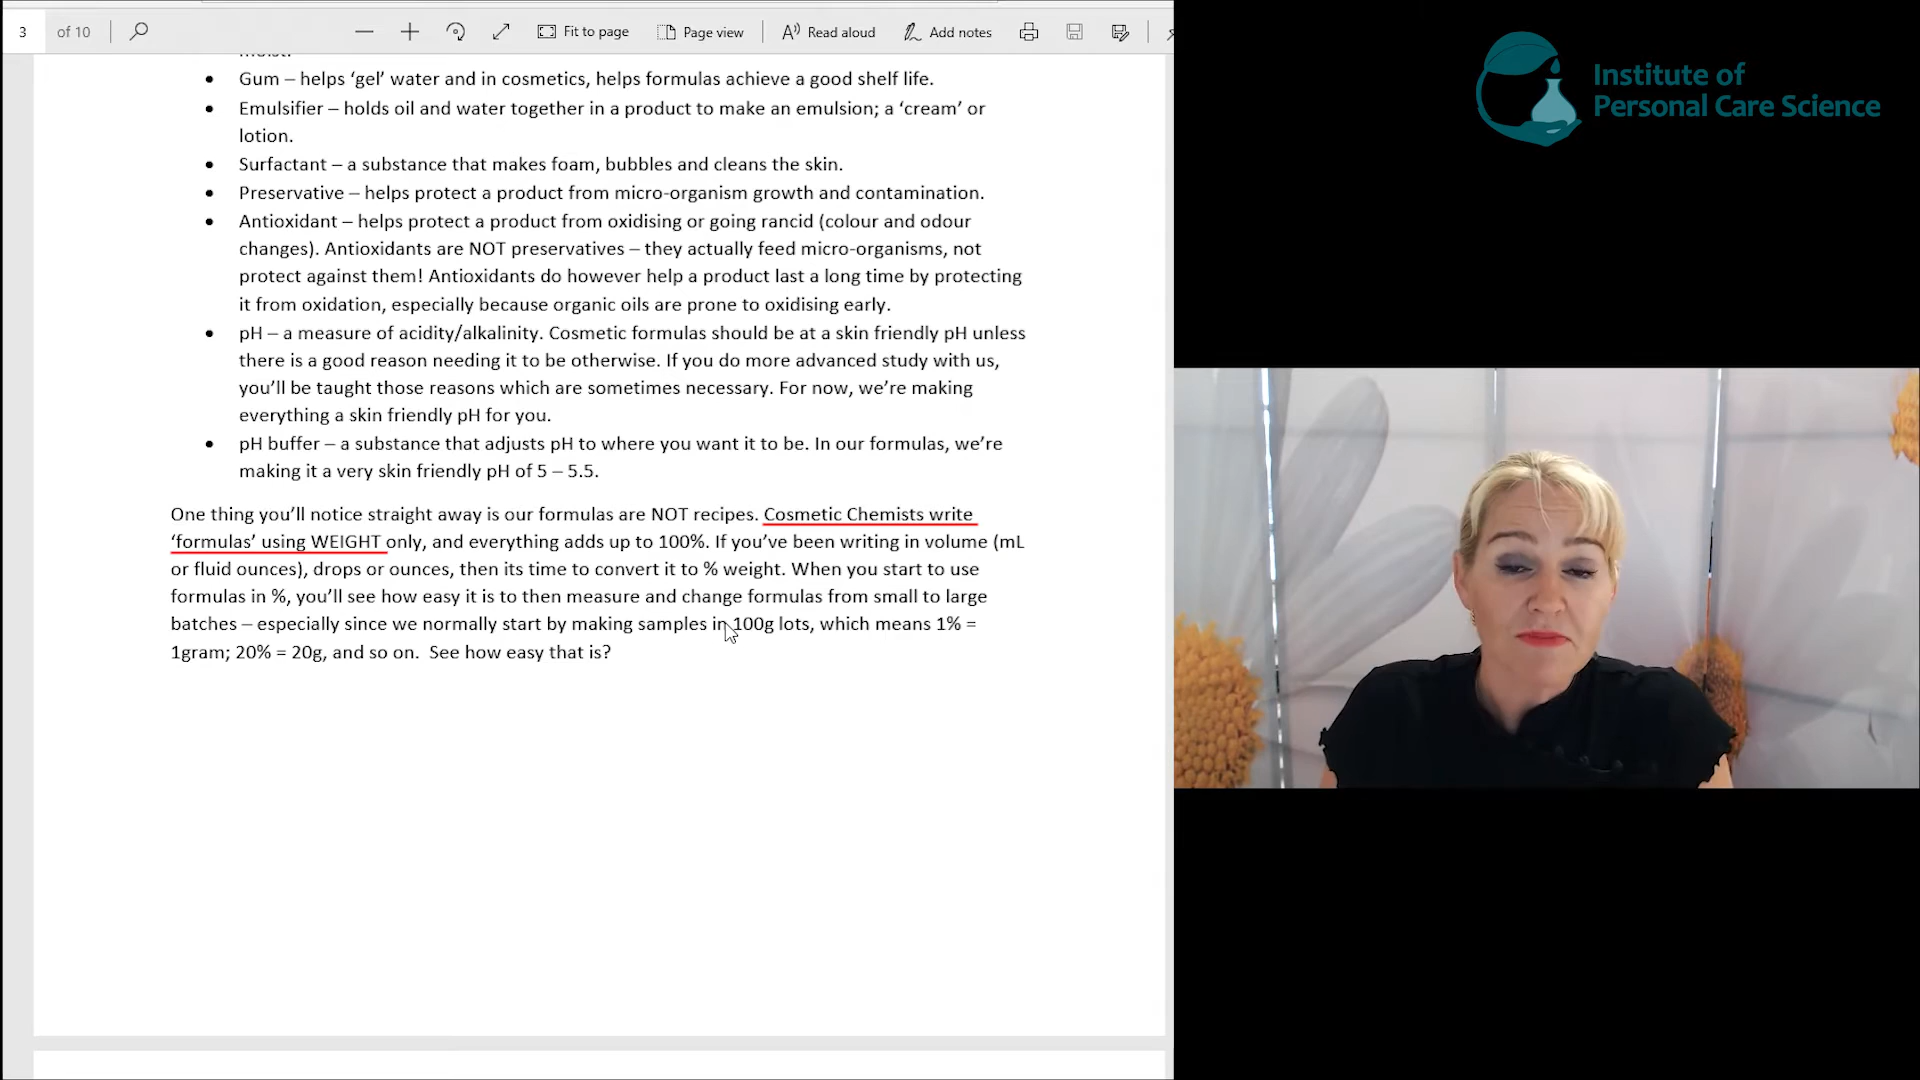 3 of 10 Fit to page Page view Read aloud Add notes
moist.
• Gum – helps ‘gel’ water and in cosmetics, helps formulas achieve a good shelf life.
• Emulsifier – holds oil and water together in a product to make an emulsion; a ‘cream’ or
lotion.
• Surfactant – a substance that makes foam, bubbles and cleans the skin.
• Preservative – helps protect a product from micro-organism growth and contamination.
• Antioxidant – helps protect a product from oxidising or going rancid (colour and odour
changes). Antioxidants are NOT preservatives – they actually feed micro-organisms, not
protect against them! Antioxidants do however help a product last a long time by protecting
it from oxidation, especially because organic oils are prone to oxidising early.
• pH – a measure of acidity/alkalinity. Cosmetic formulas should be at a skin friendly pH unless
there is a good reason needing it to be otherwise. If you do more advanced study with us,
you’ll be taught those reasons which are sometimes necessary. For now, we’re making
everything a skin friendly pH for you.
• pH buffer – a substance that adjusts pH to where you want it to be. In our formulas, we’re
making it a very skin friendly pH of 5 – 5.5.
One thing you’ll notice straight away is our formulas are NOT recipes. Cosmetic Chemists write
‘formulas’ using WEIGHT only, and everything adds up to 100%. If you’ve been writing in volume (mL
or fluid ounces), drops or ounces, then its time to convert it to % weight. When you start to use
formulas in %, you’ll see how easy it is to then measure and change formulas from small to large
batches – especially since we normally start by making samples in 100g lots, which means 1% =
1gram; 20% = 20g, and so on. See how easy that is?
Institute of
Personal Care Science